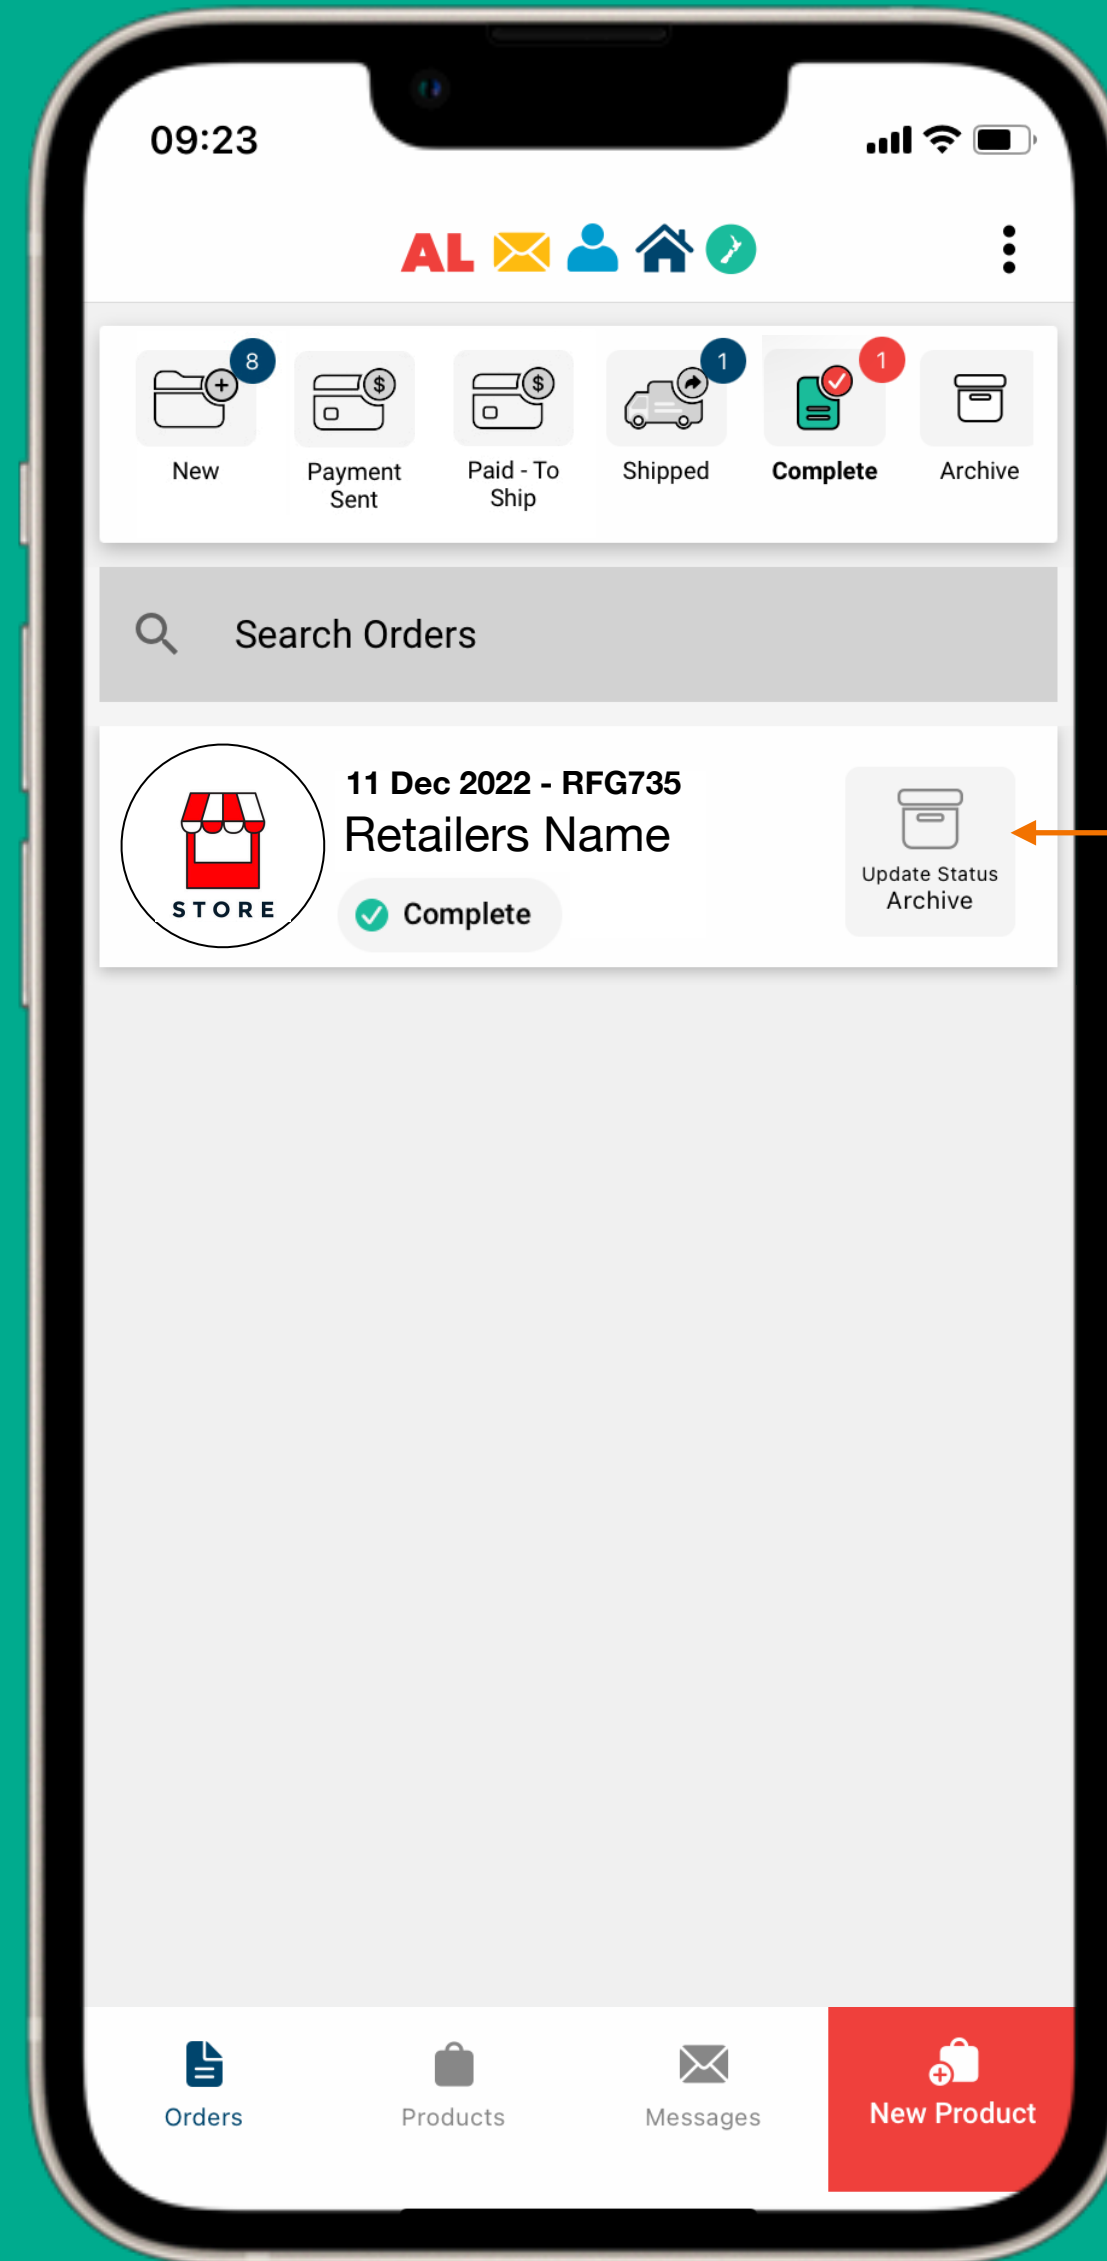 09:23
AL
8
1
1
New
Payment
Sent
Paid - To
Ship
Shipped
Complete
Archive
Search Orders
STORE
11 Dec 2022 - RFG735
Retailers Name
Complete
Update Status
Archive
Orders
Products
Messages
New Product